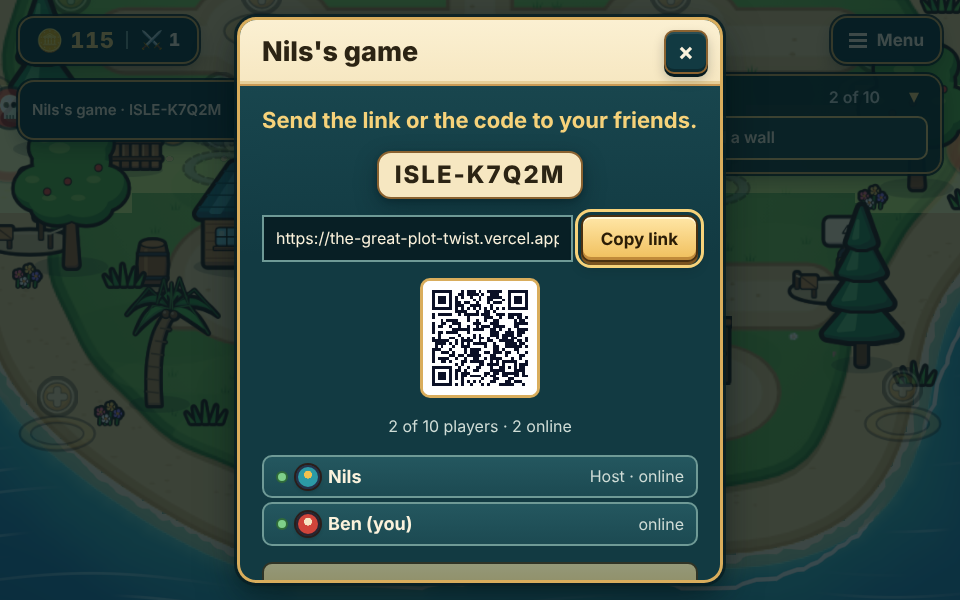 115 | 1
Nils's game
Menu
Nils's game · ISLE-K7Q2M
2 of 10
a wall
Send the link or the code to your friends.
ISLE-K7Q2M
https://the-great-plot-twist.vercel.app
Copy link
2 of 10 players · 2 online
Nils
Host · online
Ben (you)
online